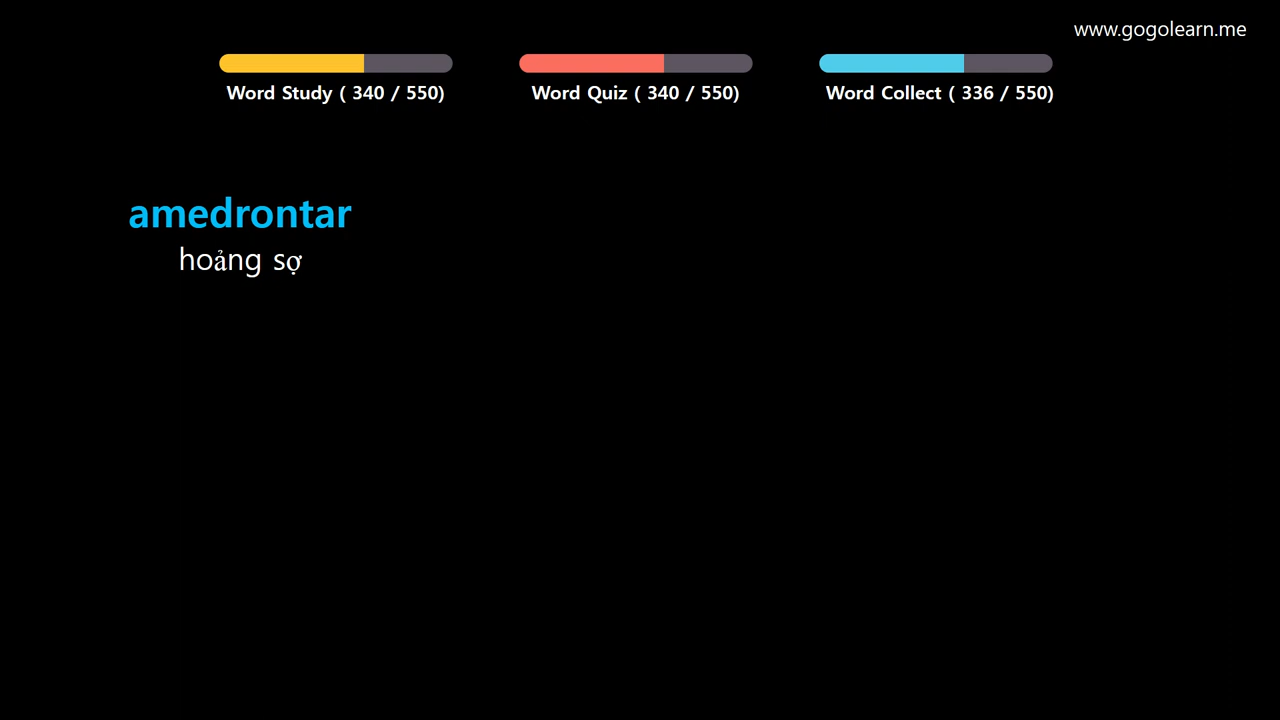 www.gogolearn.me
Word Study ( 340 / 550)
Word Quiz ( 340 / 550)
Word Collect ( 336 / 550)
amedrontar
hoảng sợ